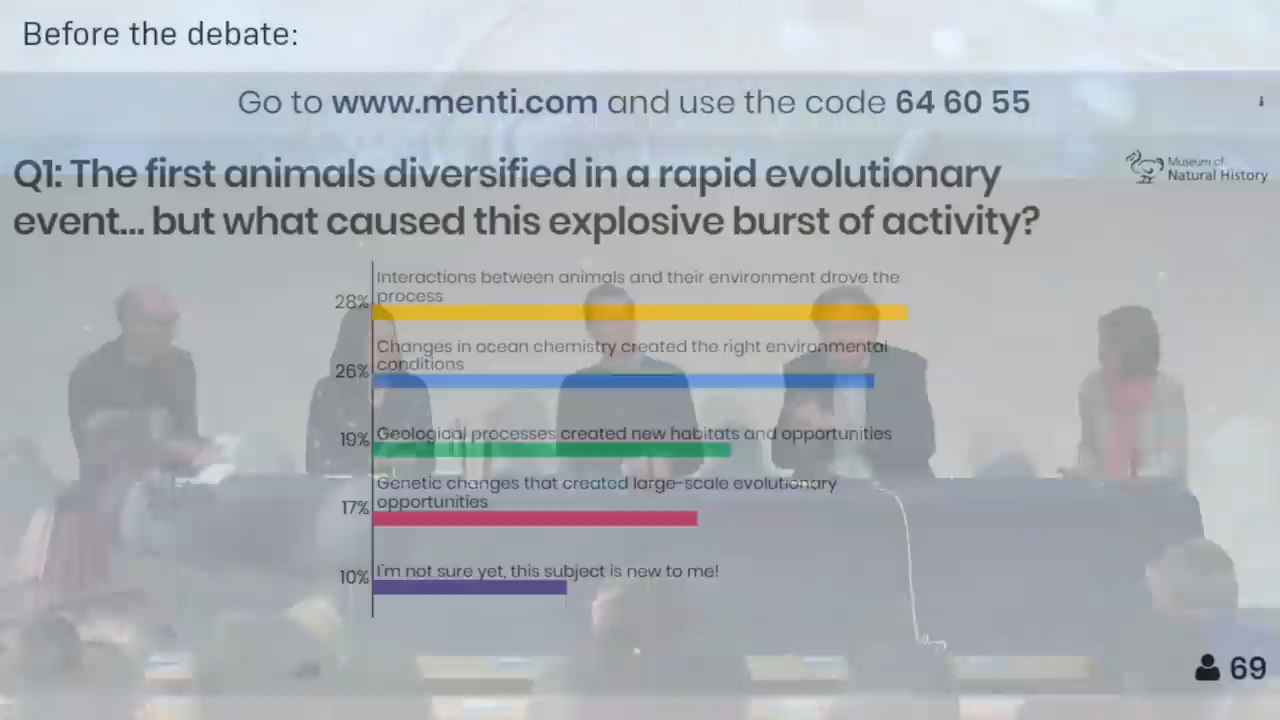 Before the debate:
Go to www.menti.com and use the code 64 60 55
Q1: The first animals diversified in a rapid evolutionary
event... but what caused this explosive burst of activity?
Museum of
Natural History
Interactions between animals and their environment drove the
process
28%
Changes in ocean chemistry created the right environmental
conditions
26%
Geological processes created new habitats and opportunities
19%
Genetic changes that created large-scale evolutionary
opportunities
17%
I'm not sure yet, this subject is new to me!
10%
69